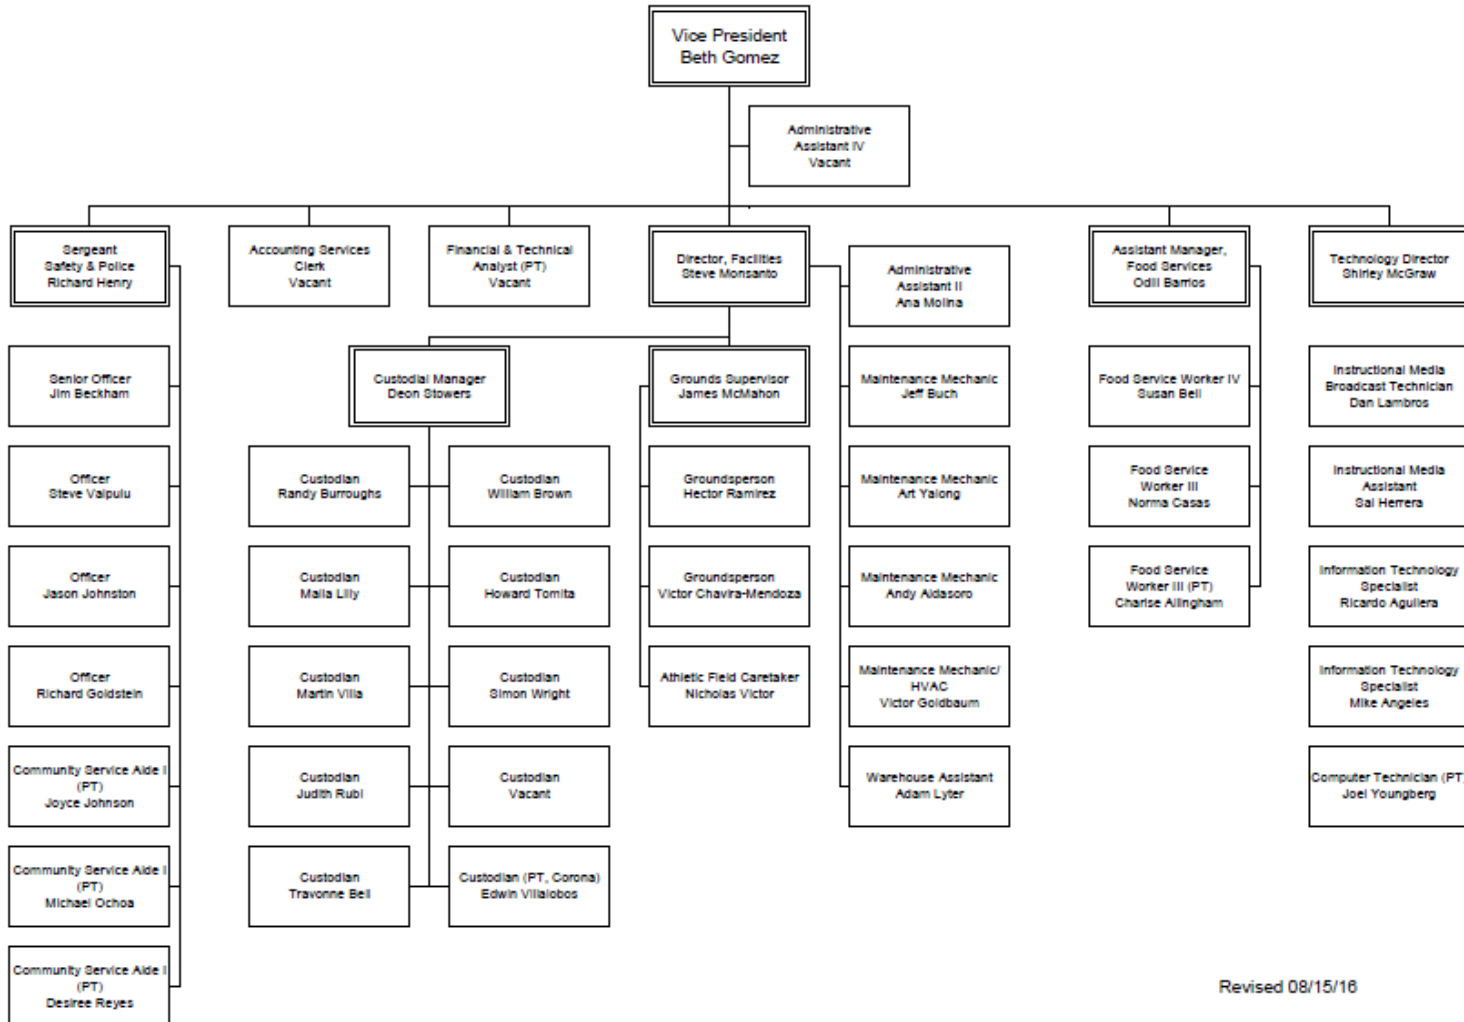 Vice President
Beth Gomez
Administrative
Assistant IV
Vacant
Sergeant
Safety & Police
Richard Henry
Accounting Services
Clerk
Vacant
Financial & Technical
Analyst (PT)
Vacant
Director, Facilities
Steve Monsanto
Administrative
Assistant II
Ana Molina
Assistant Manager,
Food Services
Odili Barrios
Technology Director
Shirley McGraw
Senior Officer
Jim Beckham
Custodial Manager
Deon Stowers
Grounds Supervisor
James McMahon
Maintenance Mechanic
Jeff Buch
Food Service Worker IV
Susan Bell
Instructional Media
Broadcast Technician
Dan Lambros
Officer
Steve Vaipulu
Custodian
Randy Burroughs
Custodian
William Brown
Groundsperson
Hector Ramirez
Maintenance Mechanic
Art Yalong
Food Service
Worker III
Norma Casas
Instructional Media
Assistant
Sal Herrera
Officer
Jason Johnston
Custodian
Malia Lilly
Custodian
Howard Tomita
Groundsperson
Victor Chavira-Mendoza
Maintenance Mechanic
Andy Aldasoro
Food Service
Worker III (PT)
Charise Allingham
Information Technology
Specialist
Ricardo Aguilera
Officer
Richard Goldstein
Custodian
Martin Villa
Custodian
Simon Wright
Athletic Field Caretaker
Nicholas Victor
Maintenance Mechanic/
HVAC
Victor Goldbaum
Information Technology
Specialist
Mike Angeles
Community Service Aide I
(PT)
Joyce Johnson
Custodian
Judith Rubi
Custodian
Vacant
Warehouse Assistant
Adam Lyter
Computer Technician (PT)
Joel Youngberg
Community Service Aide I
(PT)
Michael Ochoa
Custodian
Travonne Bell
Custodian (PT, Corona)
Edwin Villalobos
Community Service Aide I
(PT)
Desiree Reyes
Revised 08/15/16